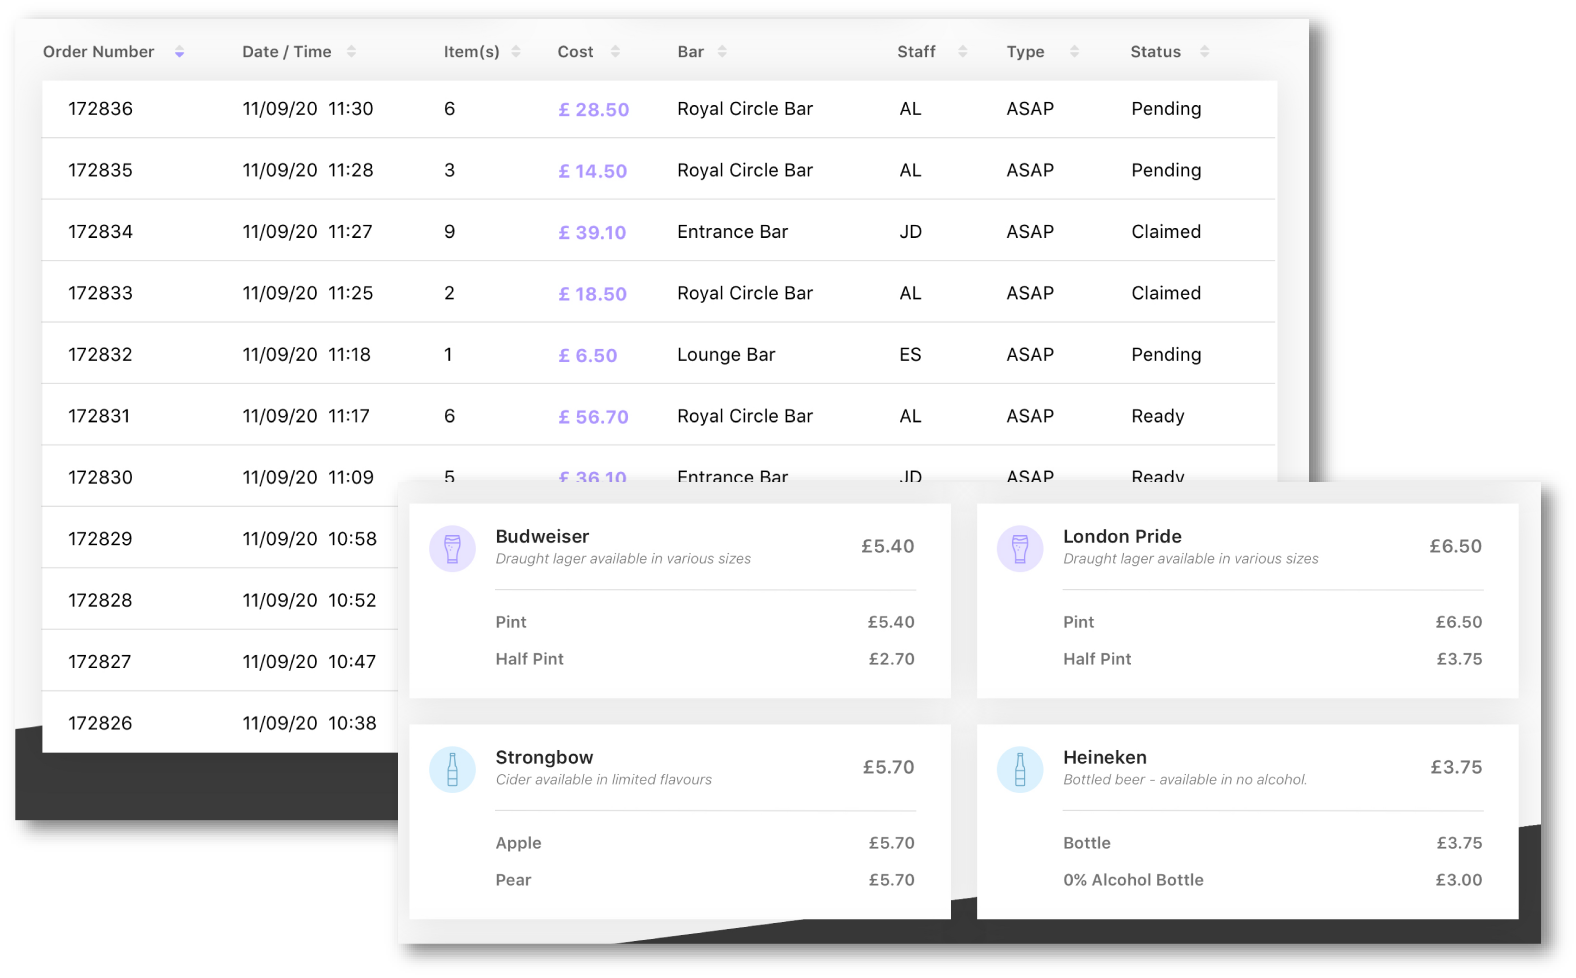 Order Number Date / Time Item(s) Cost Bar Staff Type Status
172836 11/09/20 11:30 6 £ 28.50 Royal Circle Bar AL ASAP Pending
172835 11/09/20 11:28 3 £ 14.50 Royal Circle Bar AL ASAP Pending
172834 11/09/20 11:27 9 £ 39.10 Entrance Bar JD ASAP Claimed
172833 11/09/20 11:25 2 £ 18.50 Royal Circle Bar AL ASAP Claimed
172832 11/09/20 11:18 1 £ 6.50 Lounge Bar ES ASAP Pending
172831 11/09/20 11:17 6 £ 56.70 Royal Circle Bar AL ASAP Ready
172830 11/09/20 11:09 5 £ 36.10 Entrance Bar JD ASAP Ready
172829 11/09/20 10:58
172828 11/09/20 10:52
172827 11/09/20 10:47
172826 11/09/20 10:38
Budweiser £5.40
Draught lager available in various sizes
Pint £5.40
Half Pint £2.70
London Pride £6.50
Draught lager available in various sizes
Pint £6.50
Half Pint £3.75
Strongbow £5.70
Cider available in limited flavours
Apple £5.70
Pear £5.70
Heineken £3.75
Bottled beer - available in no alcohol.
Bottle £3.75
0% Alcohol Bottle £3.00